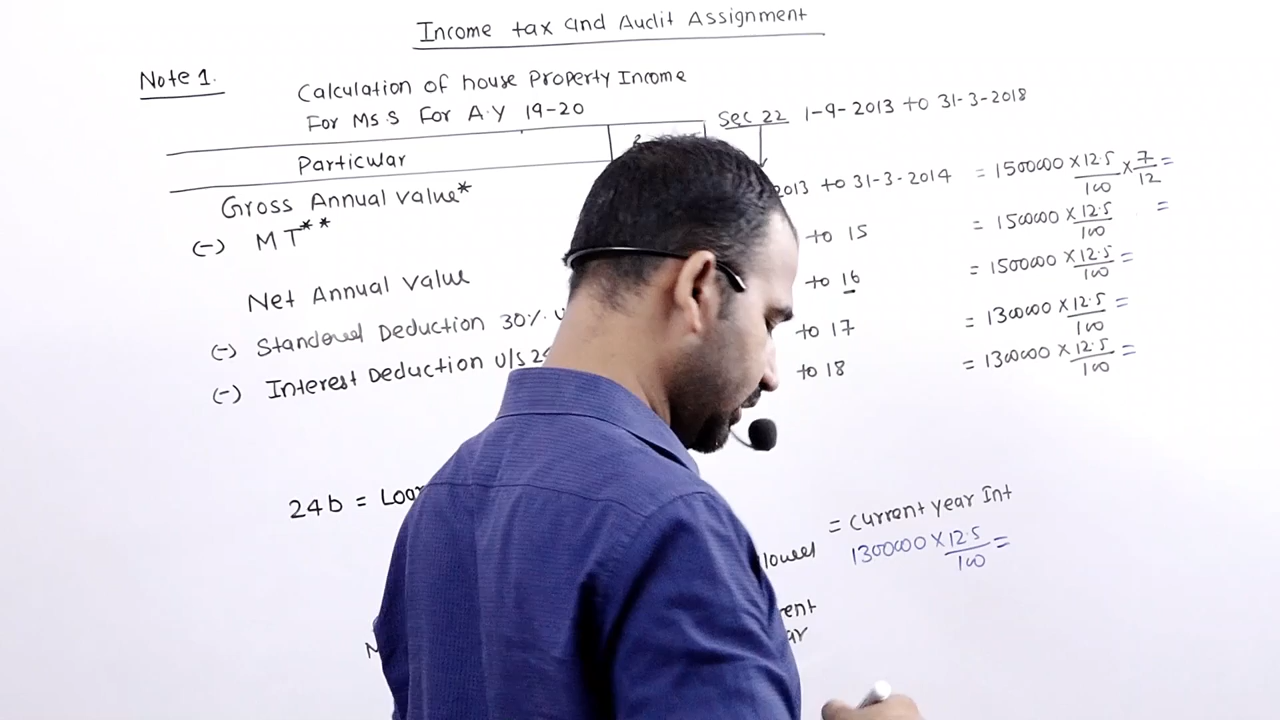 Income tax and Audit Assignment
Note 1.
Calculation of house Property Income
For Ms.S For A.Y 19-20
Particular
Gross Annual value*
(-) MT**
Net Annual value
(-) Standered Deduction 30%
(-) Interest Deduction u/s
24b =
Sec 22 1-9-2013 to 31-3-2018
2013 to 31-3-2014 = 1500000 × 12.5/100 × 7/12 =
to 15 = 1500000 × 12.5/100 =
to 16 = 1500000 × 12.5/100 =
to 17 = 1300000 × 12.5/100 =
to 18 = 1300000 × 12.5/100 =
= Current year Int
1300000 × 12.5/100 =